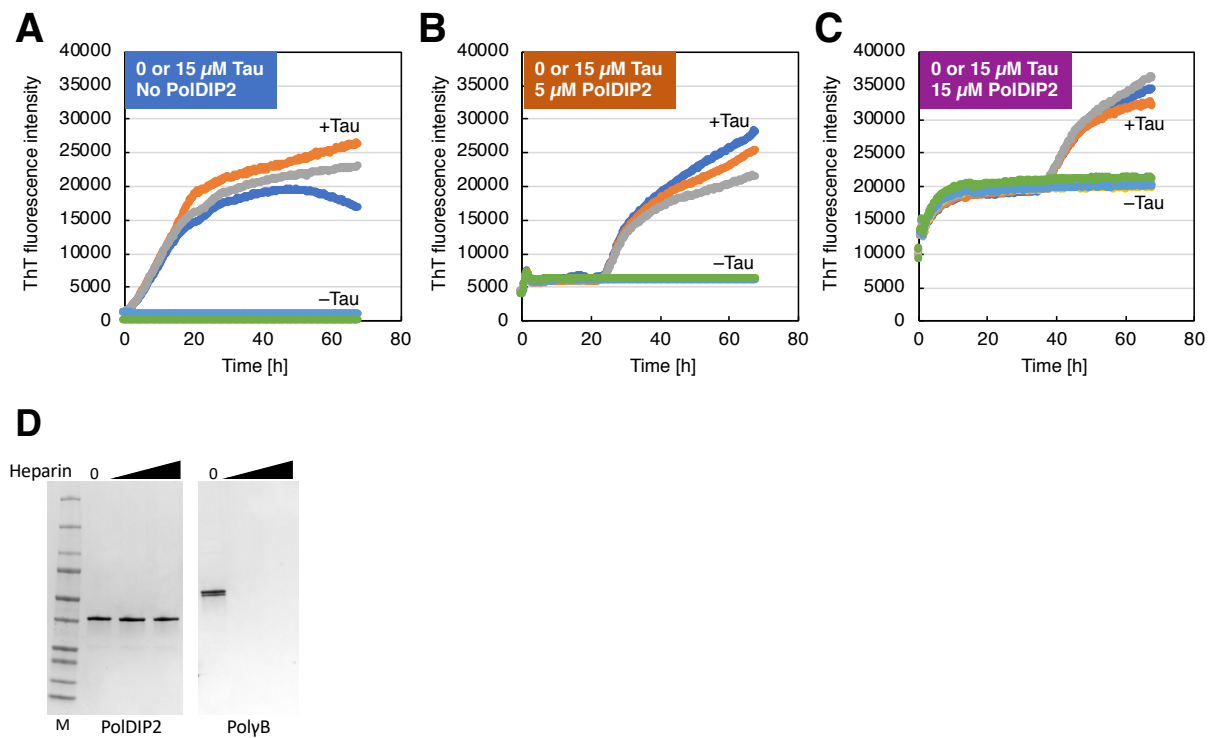 A
ThT fluorescence intensity
40000
35000
30000
25000
20000
15000
10000
5000
0
0 or 15 µM Tau
No PolDIP2
+Tau
–Tau
0 20 40 60 80
Time [h]
B
ThT fluorescence intensity
40000
35000
30000
25000
20000
15000
10000
5000
0
0 or 15 µM Tau
5 µM PolDIP2
+Tau
–Tau
0 20 40 60 80
Time [h]
C
ThT fluorescence intensity
40000
35000
30000
25000
20000
15000
10000
5000
0
0 or 15 µM Tau
15 µM PolDIP2
+Tau
–Tau
0 20 40 60 80
Time [h]
D
Heparin 0 0
M PolDIP2 PolγB